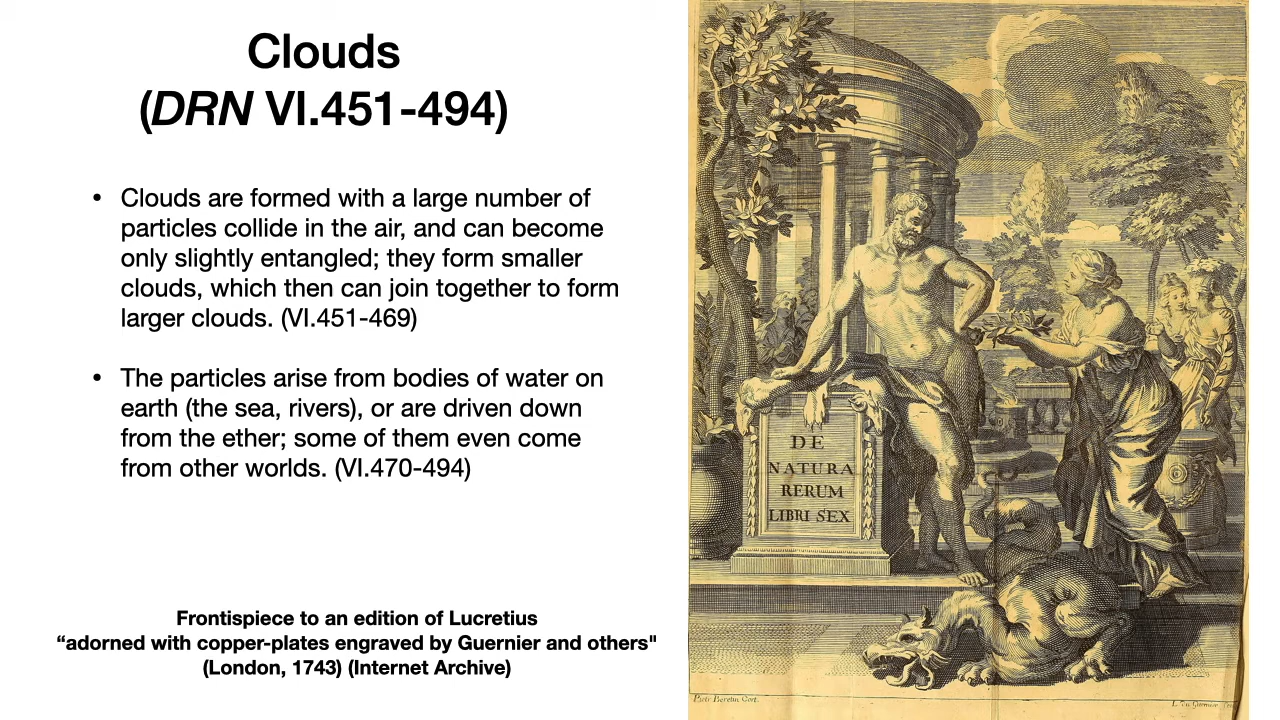 Clouds
(DRN VI.451-494)
• Clouds are formed with a large number of
particles collide in the air, and can become
only slightly entangled; they form smaller
clouds, which then can join together to form
larger clouds. (VI.451-469)
• The particles arise from bodies of water on
earth (the sea, rivers), or are driven down
from the ether; some of them even come
from other worlds. (VI.470-494)
Frontispiece to an edition of Lucretius
“adorned with copper-plates engraved by Guernier and others"
(London, 1743) (Internet Archive)
DE
NATURA
RERUM
LIBRI SEX